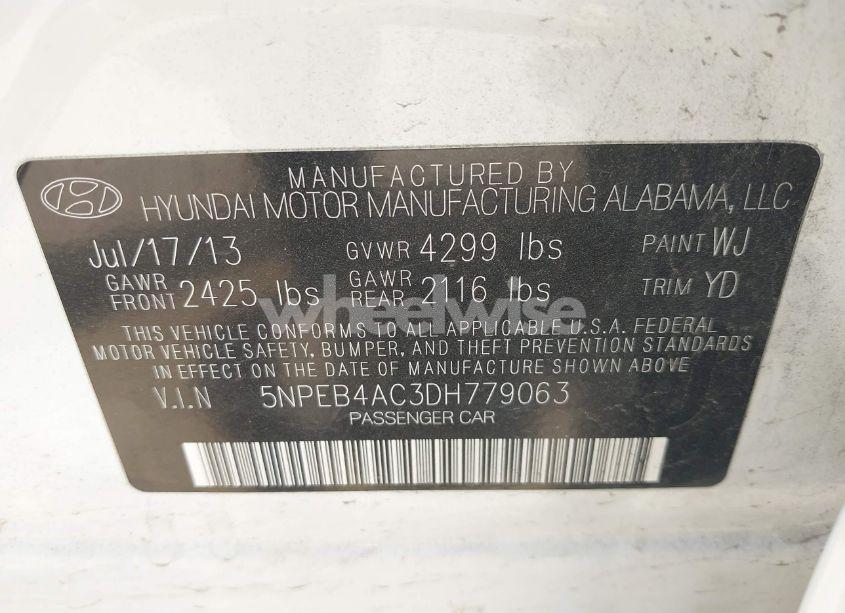 MANUFACTURED BY
HYUNDAI MOTOR MANUFACTURING ALABAMA, LLC
Jul/17/13 GVWR 4299 lbs PAINT WJ
GAWR FRONT 2425 lbs GAWR REAR 2116 lbs TRIM YD
wheelwise
THIS VEHICLE CONFORMS TO ALL APPLICABLE U.S.A. FEDERAL
MOTOR VEHICLE SAFETY, BUMPER, AND THEFT PREVENTION STANDARDS
IN EFFECT ON THE DATE OF MANUFACTURE SHOWN ABOVE.
V.I.N 5NPEB4AC3DH779063
PASSENGER CAR